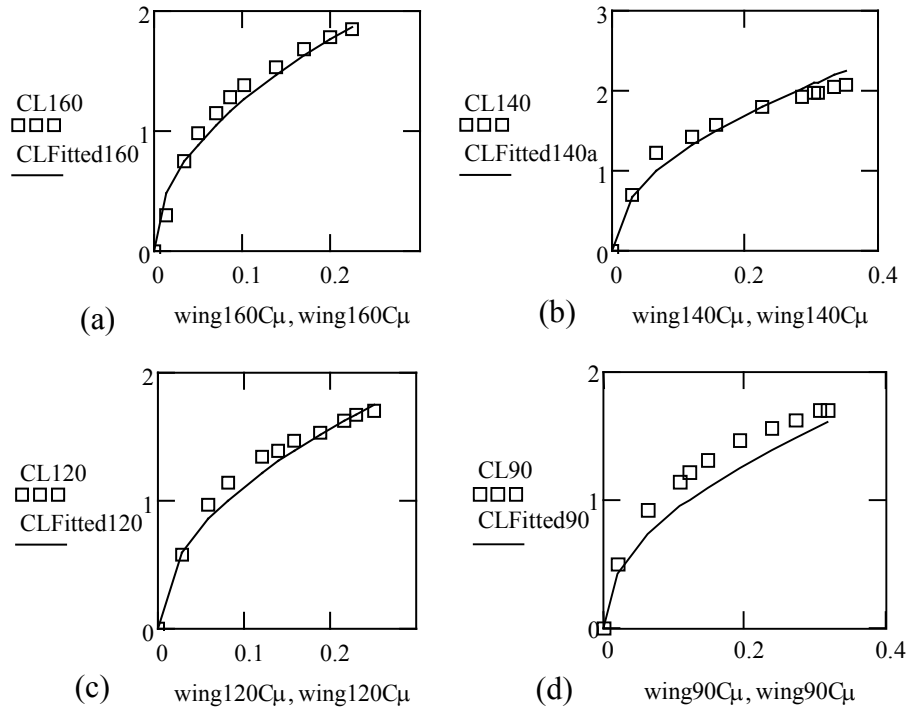 2
CL160
CLFitted160
1
0
0
0.1
0.2
(a)
wing160Cμ, wing160Cμ
3
2
CL140
CLFitted140a
1
0
0
0.2
0.4
(b)
wing140Cμ, wing140Cμ
2
CL120
CLFitted120
1
0
0
0.1
0.2
(c)
wing120Cμ, wing120Cμ
2
CL90
CLFitted90
1
0
0
0.2
0.4
(d)
wing90Cμ, wing90Cμ